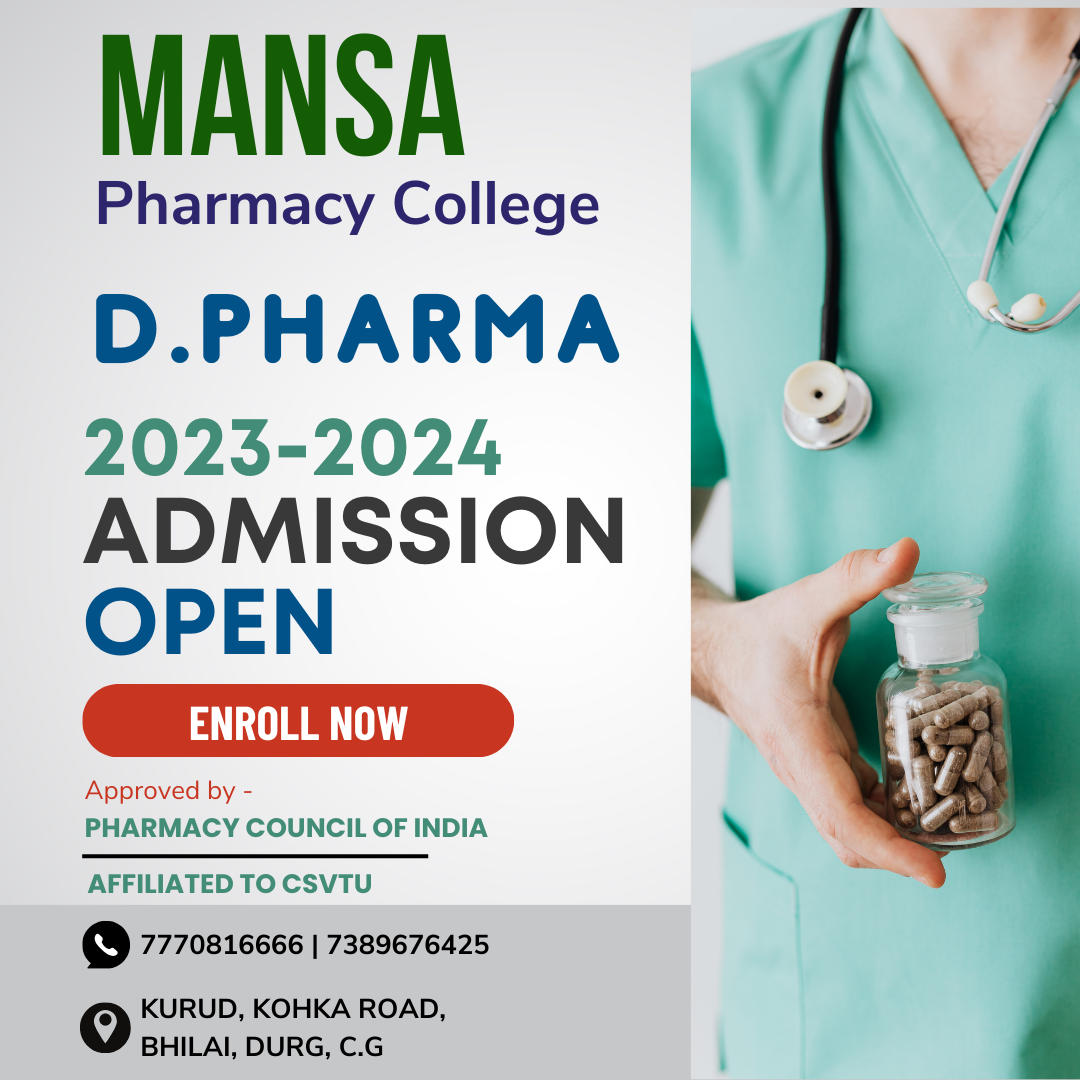 MANSA
Pharmacy College
D.PHARMA
2023-2024
ADMISSION
OPEN
ENROLL NOW
Approved by -
PHARMACY COUNCIL OF INDIA
AFFILIATED TO CSVTU
7770816666 | 7389676425
KURUD, KOHKA ROAD,
BHILAI, DURG, C.G